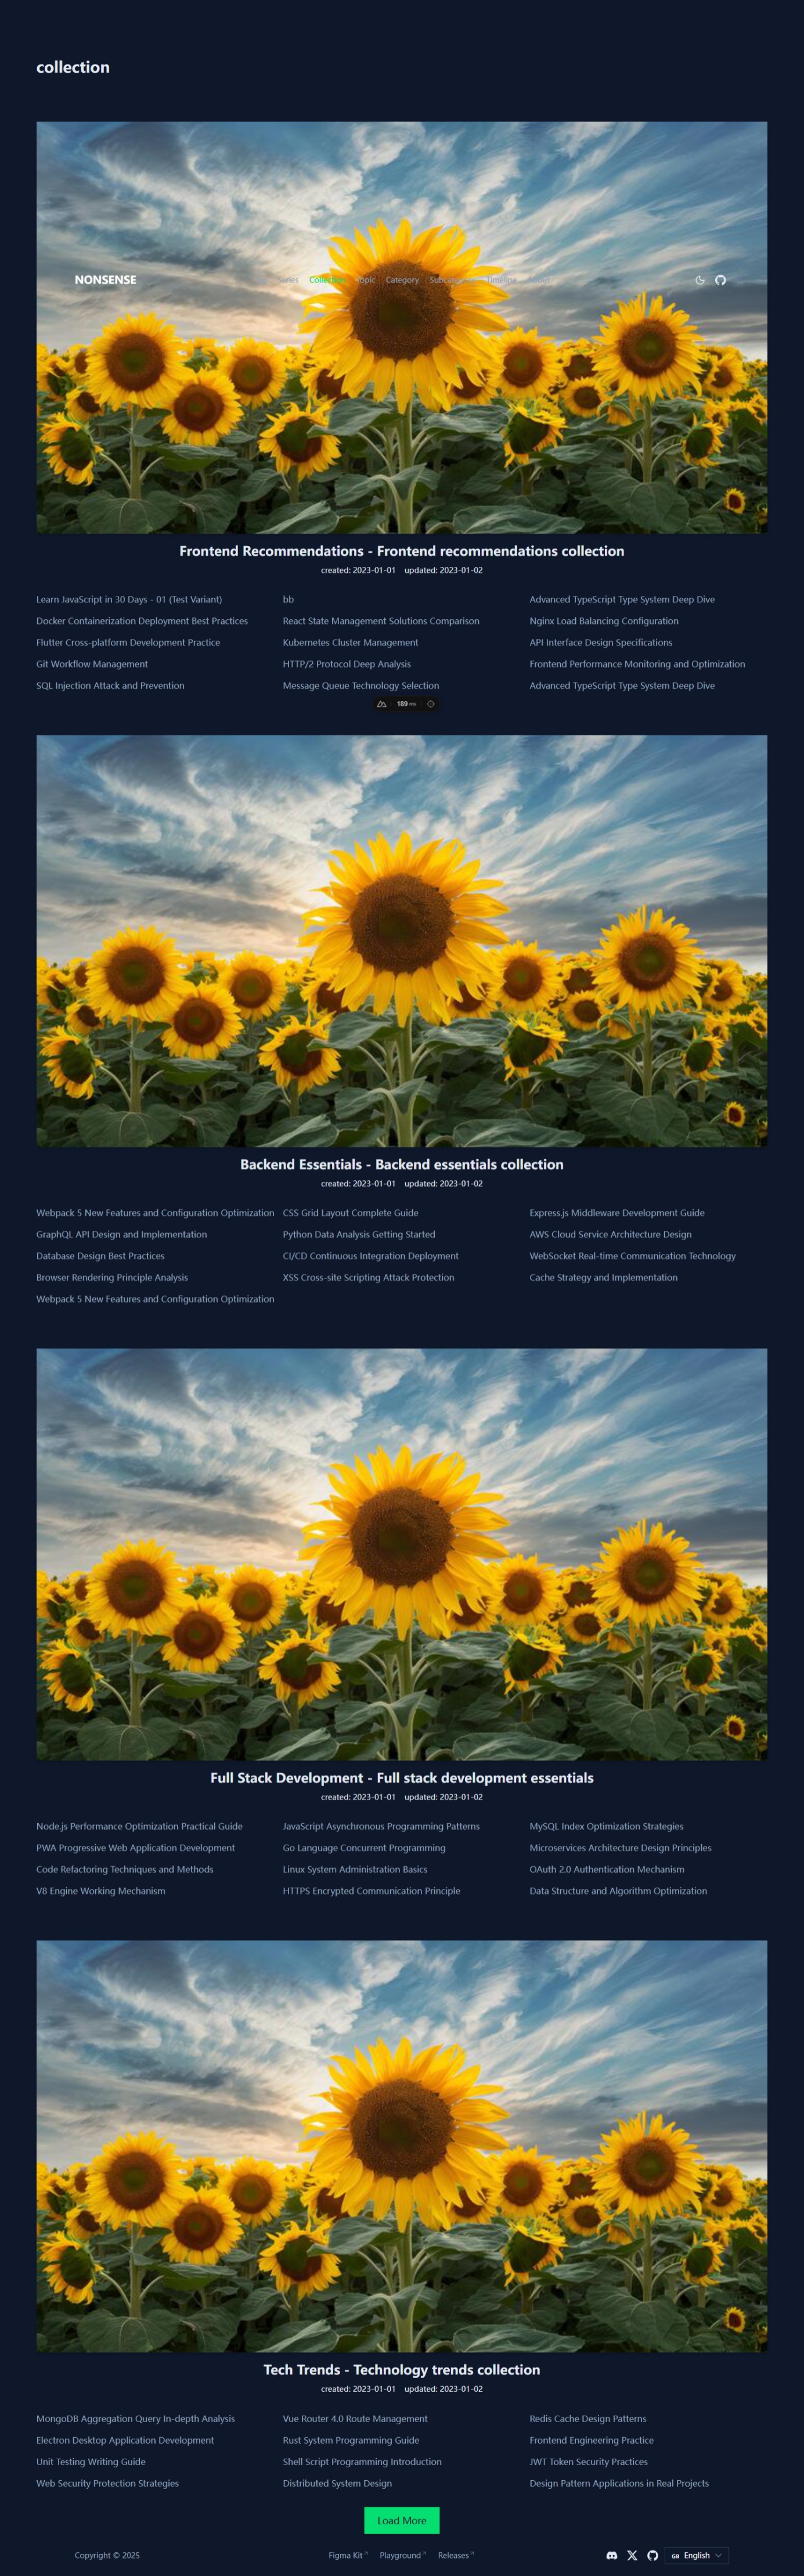 collection
NONSENSE Collection Topic Category
Frontend Recommendations - Frontend recommendations collection
created: 2023-01-01 updated: 2023-01-02
Learn JavaScript in 30 Days - 01 (Test Variant) bb Advanced TypeScript Type System Deep Dive
Docker Containerization Deployment Best Practices React State Management Solutions Comparison Nginx Load Balancing Configuration
Flutter Cross-platform Development Practice Kubernetes Cluster Management API Interface Design Specifications
Git Workflow Management HTTP/2 Protocol Deep Analysis Frontend Performance Monitoring and Optimization
SQL Injection Attack and Prevention Message Queue Technology Selection Advanced TypeScript Type System Deep Dive
189 ms
Backend Essentials - Backend essentials collection
created: 2023-01-01 updated: 2023-01-02
Webpack 5 New Features and Configuration Optimization CSS Grid Layout Complete Guide Express.js Middleware Development Guide
GraphQL API Design and Implementation Python Data Analysis Getting Started AWS Cloud Service Architecture Design
Database Design Best Practices CI/CD Continuous Integration Deployment WebSocket Real-time Communication Technology
Browser Rendering Principle Analysis XSS Cross-site Scripting Attack Protection Cache Strategy and Implementation
Webpack 5 New Features and Configuration Optimization
Full Stack Development - Full stack development essentials
created: 2023-01-01 updated: 2023-01-02
Node.js Performance Optimization Practical Guide JavaScript Asynchronous Programming Patterns MySQL Index Optimization Strategies
PWA Progressive Web Application Development Go Language Concurrent Programming Microservices Architecture Design Principles
Code Refactoring Techniques and Methods Linux System Administration Basics OAuth 2.0 Authentication Mechanism
V8 Engine Working Mechanism HTTPS Encrypted Communication Principle Data Structure and Algorithm Optimization
Tech Trends - Technology trends collection
created: 2023-01-01 updated: 2023-01-02
MongoDB Aggregation Query In-depth Analysis Vue Router 4.0 Route Management Redis Cache Design Patterns
Electron Desktop Application Development Rust System Programming Guide Frontend Engineering Practice
Unit Testing Writing Guide Shell Script Programming Introduction JWT Token Security Practices
Web Security Protection Strategies Distributed System Design Design Pattern Applications in Real Projects
Load More
Copyright © 2025 Figma Kit Playground Releases GB English